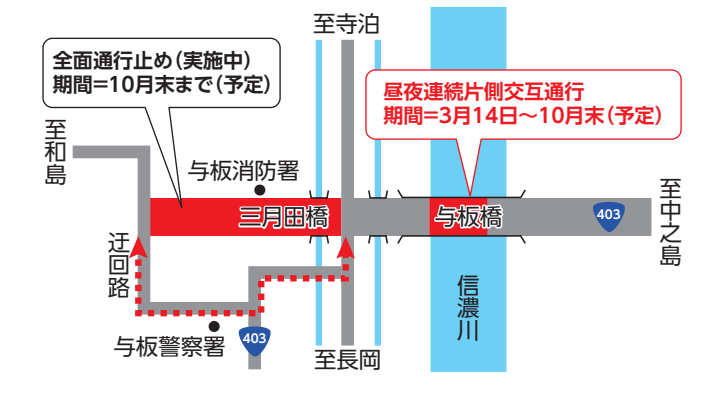 至寺泊
全面通行止め（実施中）
期間=10月末まで（予定）
昼夜連続片側交互通行
期間=3月14日～10月末（予定）
至和島
与板消防署
三月田橋
与板橋
403
至中之島
迂回路
信濃川
与板警察署
403
至長岡